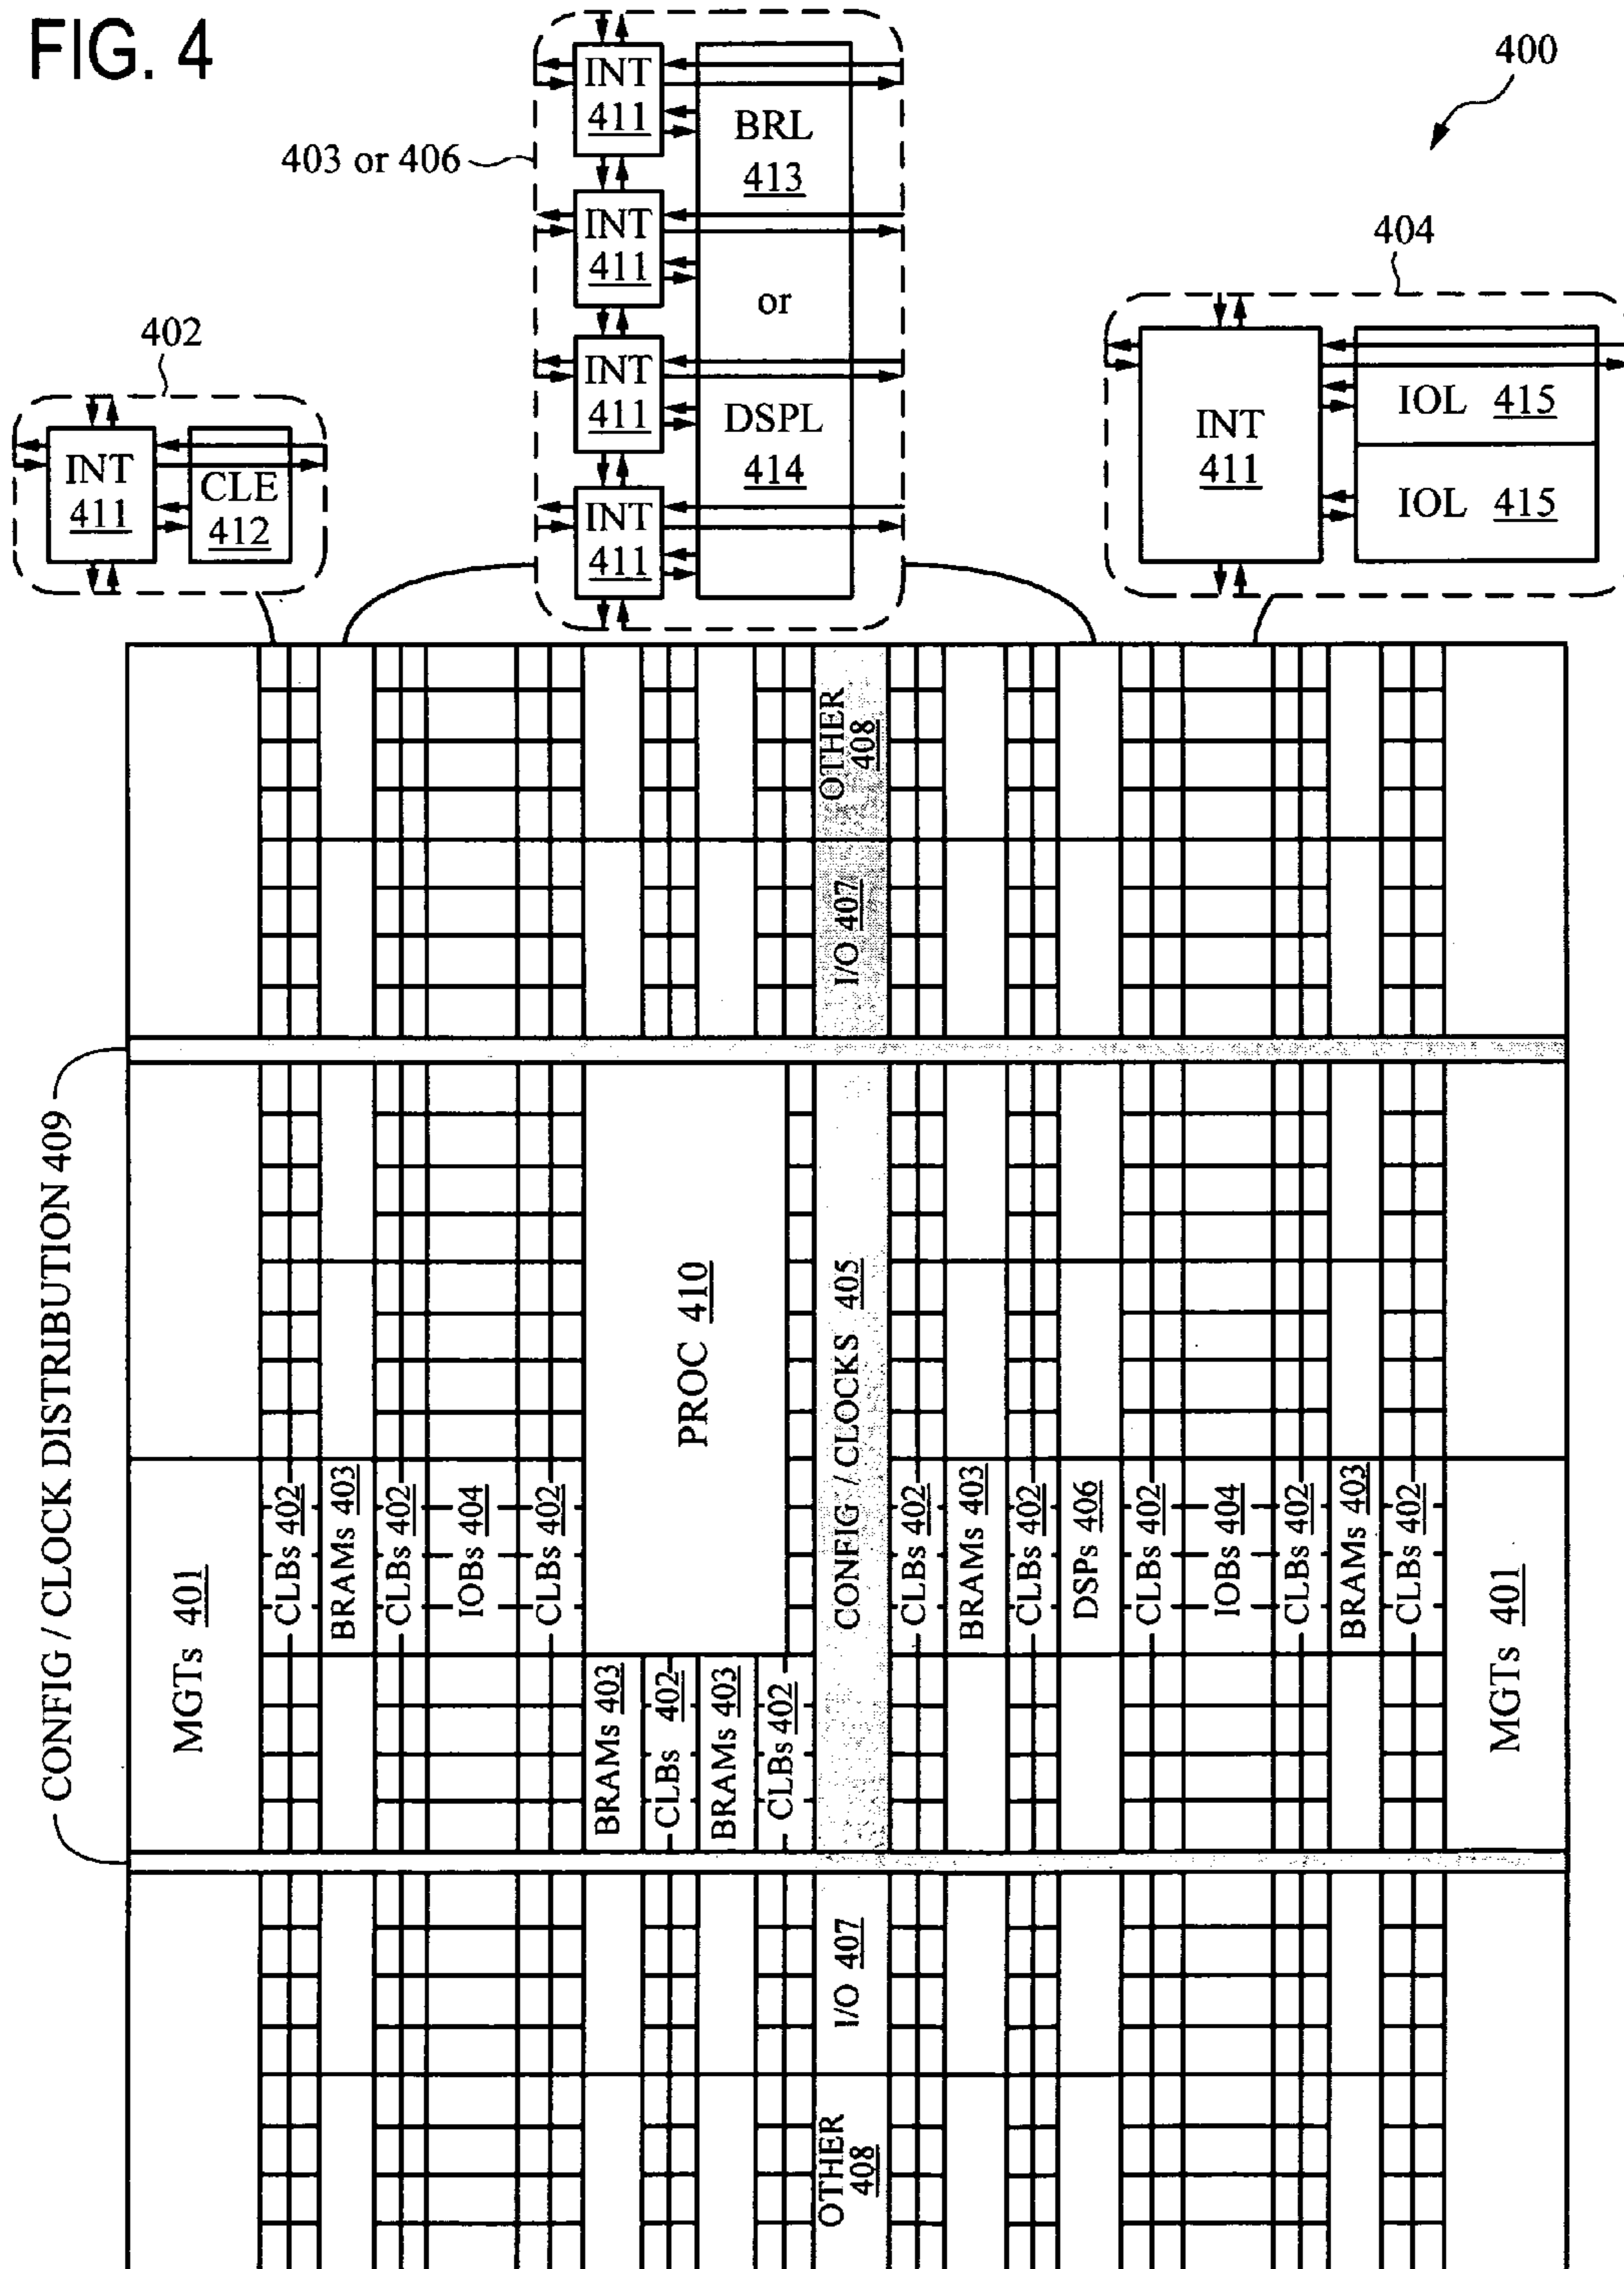 FIG. 4
400
403 or 406
INT
411
INT
411
INT
411
INT
411
BRL
413
or
DSPL
414
404
INT
411
IOL 415
IOL 415
402
INT
411
CLE
412
OTHER
408
I/O 407
CONFIG / CLOCK DISTRIBUTION 409
PROC 410
CONFIG / CLOCKS 405
MGTs 401
CLBs 402
BRAMs 403
CLBs 402
IOBs 404
CLBs 402
BRAMs 403
CLBs 402
BRAMs 403
CLBs 402
CLBs 402
BRAMs 403
CLBs 402
DSPs 406
CLBs 402
IOBs 404
CLBs 402
BRAMs 403
CLBs 402
MGTs 401
I/O 407
OTHER
408